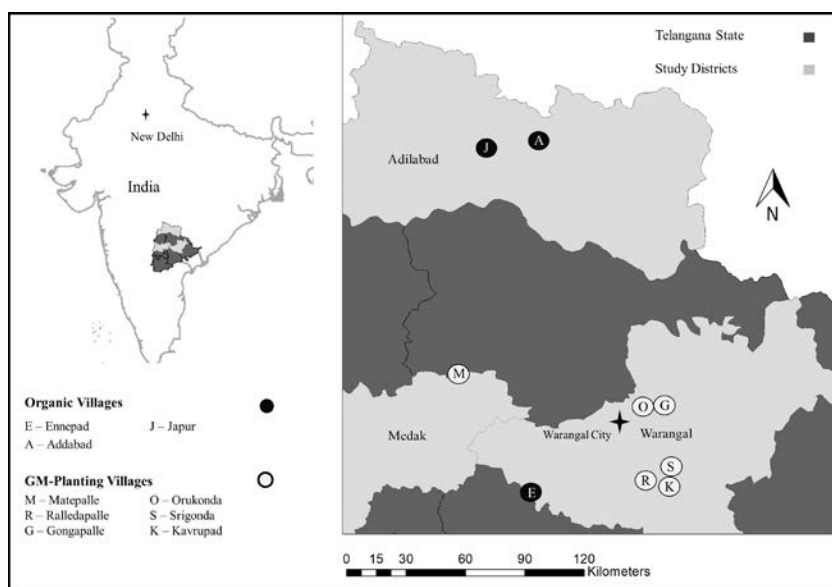 New Delhi
India
Organic Villages
E – Ennepad J – Japur
A – Addabad
GM-Planting Villages
M – Matepalle O – Orukonda
R – Ralledapalle S – Srigonda
G – Gongapalle K – Kavrupad
Telangana State
Study Districts
Adilabad
J
A
N
M
O
G
Medak
Warangal City
Warangal
S
R
K
E
0 15 30 60 90 120
Kilometers